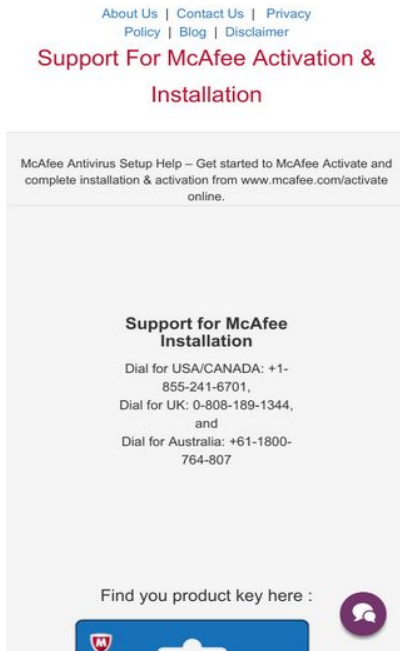 About Us | Contact Us | Privacy
Policy | Blog | Disclaimer
Support For McAfee Activation &
Installation
McAfee Antivirus Setup Help – Get started to McAfee Activate and
complete installation & activation from www.mcafee.com/activate
online.
Support for McAfee
Installation
Dial for USA/CANADA: +1-
855-241-6701,
Dial for UK: 0-808-189-1344,
and
Dial for Australia: +61-1800-
764-807
Find you product key here :